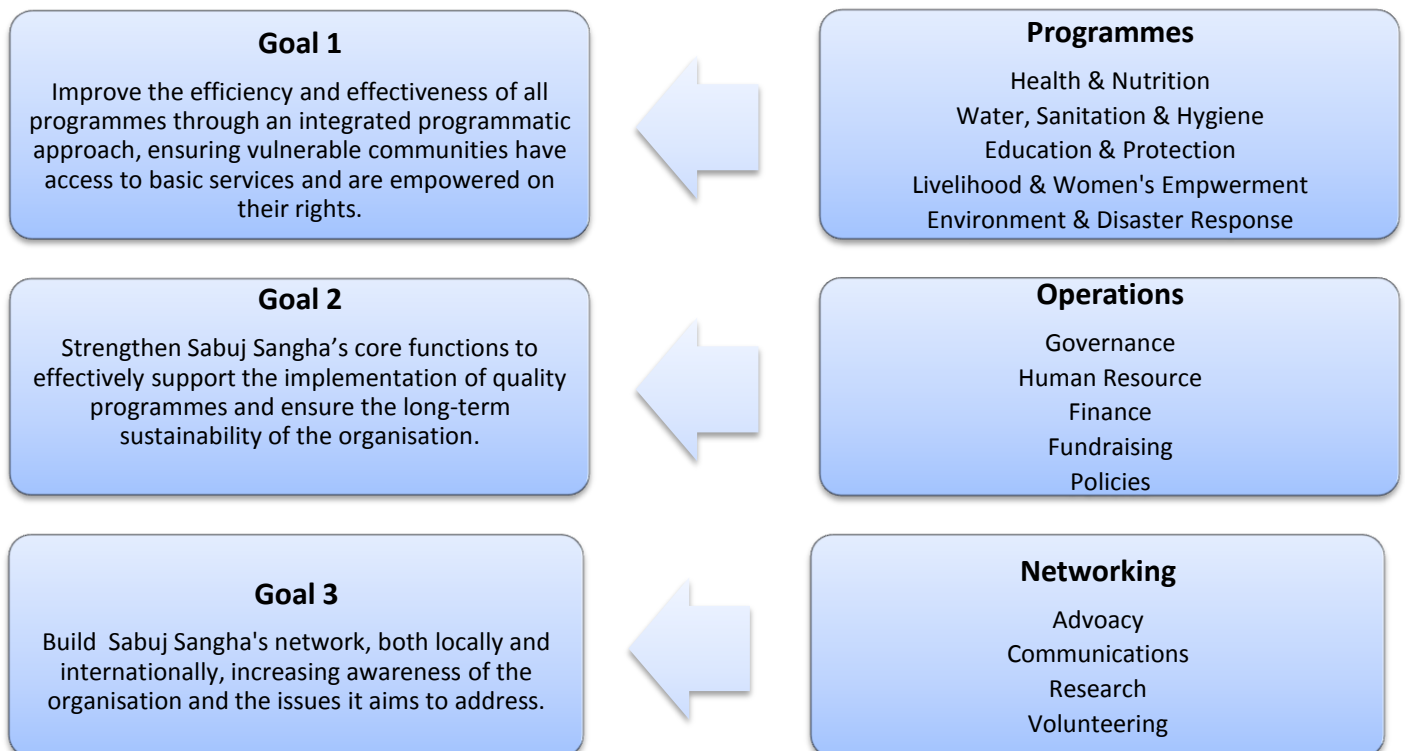 Goal 1
Improve the efficiency and effectiveness of all
programmes through an integrated programmatic
approach, ensuring vulnerable communities have
access to basic services and are empowered on
their rights.
Programmes
Health & Nutrition
Water, Sanitation & Hygiene
Education & Protection
Livelihood & Women's Empwerment
Environment & Disaster Response
Goal 2
Strengthen Sabuj Sangha’s core functions to
effectively support the implementation of quality
programmes and ensure the long-term
sustainability of the organisation.
Operations
Governance
Human Resource
Finance
Fundraising
Policies
Goal 3
Build Sabuj Sangha's network, both locally and
internationally, increasing awareness of the
organisation and the issues it aims to address.
Networking
Advoacy
Communications
Research
Volunteering